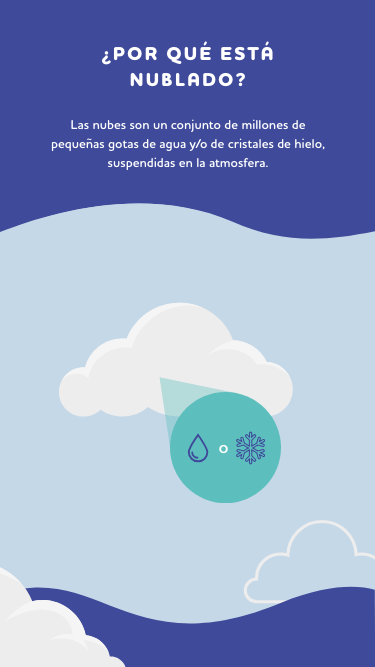 ¿POR QUÉ ESTÁ
NUBLADO?
Las nubes son un conjunto de millones de
pequeñas gotas de agua y/o de cristales de hielo,
suspendidas en la atmosfera.
o